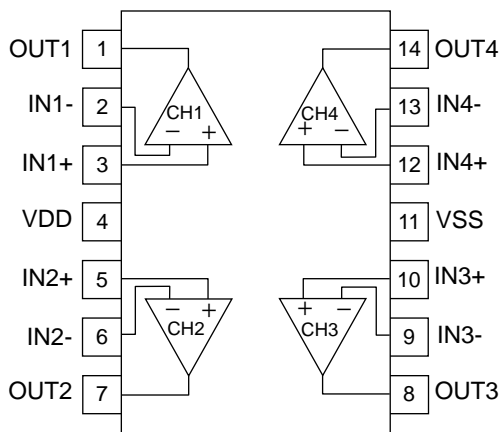 OUT1 1 14 OUT4
IN1- 2 CH1 CH4 13 IN4-
− + + −
IN1+ 3 12 IN4+
VDD 4 11 VSS
IN2+ 5 10 IN3+
− + + −
IN2- 6 CH2 CH3 9 IN3-
OUT2 7 8 OUT3